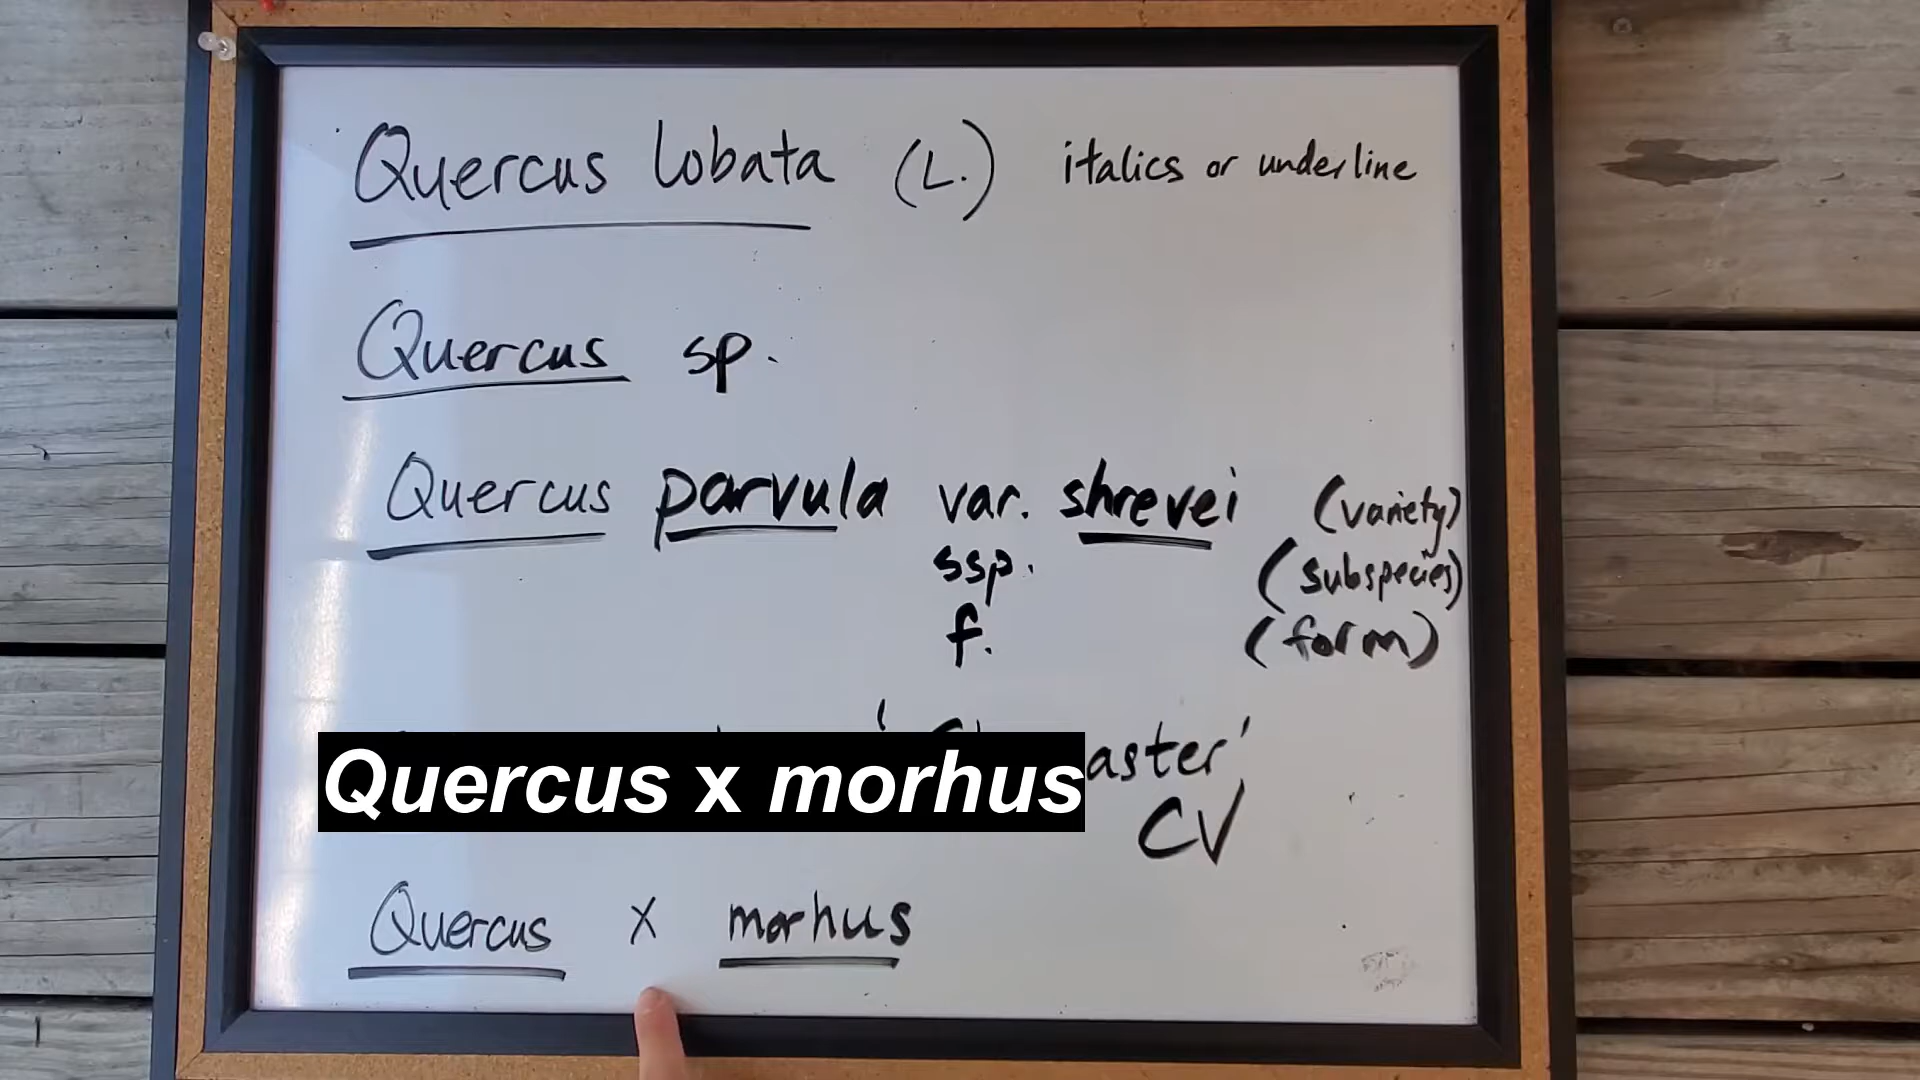 Quercus lobata (L.) italics or underline
Quercus sp.
Quercus parvula var. shrevei (variety)
ssp. (subspecies)
f. (form)
aster'
Quercus x morhus
CV
Quercus x morhus